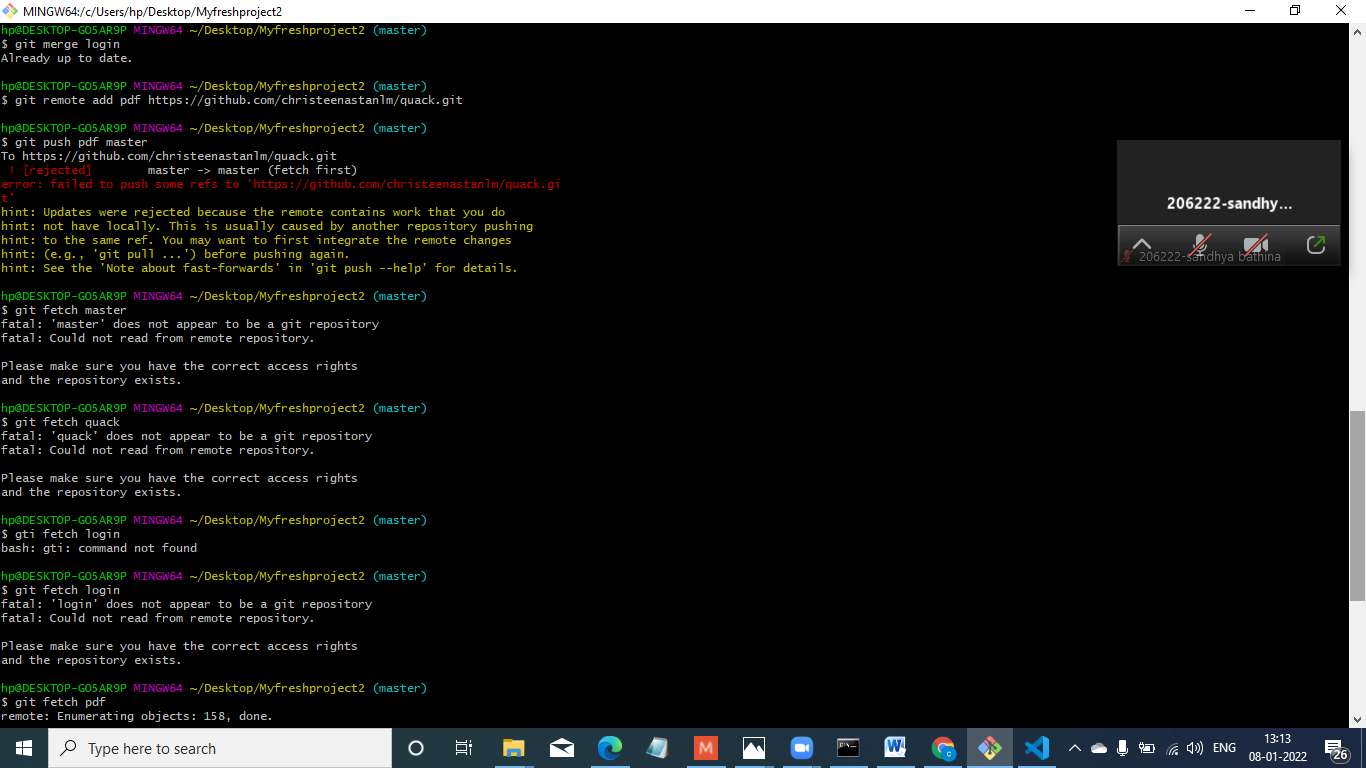 MINGW64:/c/Users/hp/Desktop/Myfreshproject2
hp@DESKTOP-GO5AR9P MINGW64 ~/Desktop/Myfreshproject2 (master)
$ git merge login
Already up to date.
hp@DESKTOP-GO5AR9P MINGW64 ~/Desktop/Myfreshproject2 (master)
$ git remote add pdf https://github.com/christeenastanlm/quack.git
hp@DESKTOP-GO5AR9P MINGW64 ~/Desktop/Myfreshproject2 (master)
$ git push pdf master
To https://github.com/christeenastanlm/quack.git
! [rejected]        master -> master (fetch first)
error: failed to push some refs to 'https://github.com/christeenastanlm/quack.gi
t'
hint: Updates were rejected because the remote contains work that you do
hint: not have locally. This is usually caused by another repository pushing
hint: to the same ref. You may want to first integrate the remote changes
hint: (e.g., 'git pull ...') before pushing again.
hint: See the 'Note about fast-forwards' in 'git push --help' for details.
hp@DESKTOP-GO5AR9P MINGW64 ~/Desktop/Myfreshproject2 (master)
$ git fetch master
fatal: 'master' does not appear to be a git repository
fatal: Could not read from remote repository.
Please make sure you have the correct access rights
and the repository exists.
hp@DESKTOP-GO5AR9P MINGW64 ~/Desktop/Myfreshproject2 (master)
$ git fetch quack
fatal: 'quack' does not appear to be a git repository
fatal: Could not read from remote repository.
Please make sure you have the correct access rights
and the repository exists.
hp@DESKTOP-GO5AR9P MINGW64 ~/Desktop/Myfreshproject2 (master)
$ gti fetch login
bash: gti: command not found
hp@DESKTOP-GO5AR9P MINGW64 ~/Desktop/Myfreshproject2 (master)
$ git fetch login
fatal: 'login' does not appear to be a git repository
fatal: Could not read from remote repository.
Please make sure you have the correct access rights
and the repository exists.
hp@DESKTOP-GO5AR9P MINGW64 ~/Desktop/Myfreshproject2 (master)
$ git fetch pdf
remote: Enumerating objects: 158, done.
206222-sandhy...
206222-sandhya bathina
Type here to search
M
W
ENG
13:13
08-01-2022
26